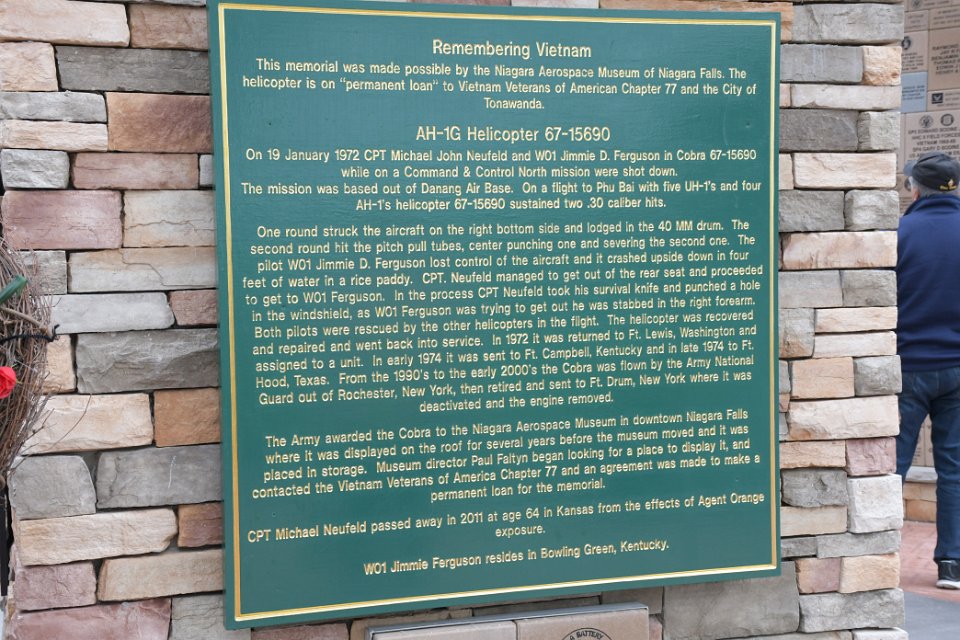 Remembering Vietnam
This memorial was made possible by the Niagara Aerospace Museum of Niagara Falls. The
helicopter is on "permanent loan" to Vietnam Veterans of American Chapter 77 and the City of
Tonawanda.
AH-1G Helicopter 67-15690
On 19 January 1972 CPT Michael John Neufeld and WO1 Jimmie D. Ferguson in Cobra 67-15690
while on a Command & Control North mission were shot down.
The mission was based out of Danang Air Base. On a flight to Phu Bai with five UH-1's and four
AH-1's helicopter 67-15690 sustained two .30 caliber hits.
One round struck the aircraft on the right bottom side and lodged in the 40 MM drum. The
second round hit the pitch pull tubes, center punching one and severing the second one. The
pilot WO1 Jimmie D. Ferguson lost control of the aircraft and it crashed upside down in four
feet of water in a rice paddy. CPT. Neufeld managed to get out of the rear seat and proceeded
to get to WO1 Ferguson. In the process CPT Neufeld took his survival knife and punched a hole
in the windshield, as WO1 Ferguson was trying to get out he was stabbed in the right forearm.
Both pilots were rescued by the other helicopters in the flight. The helicopter was recovered
and repaired and went back into service. In 1972 it was returned to Ft. Lewis, Washington and
assigned to a unit. In early 1974 it was sent to Ft. Campbell, Kentucky and in late 1974 to Ft.
Hood, Texas. From the 1990's to the early 2000's the Cobra was flown by the Army National
Guard out of Rochester, New York, then retired and sent to Ft. Drum, New York where it was
deactivated and the engine removed.
The Army awarded the Cobra to the Niagara Aerospace Museum in downtown Niagara Falls
where it was displayed on the roof for several years before the museum moved and it was
placed in storage. Museum director Paul Faltyn began looking for a place to display it, and
contacted the Vietnam Veterans of America Chapter 77 and an agreement was made to make a
permanent loan for the memorial.
CPT Michael Neufeld passed away in 2011 at age 64 in Kansas from the effects of Agent Orange
exposure.
WO1 Jimmie Ferguson resides in Bowling Green, Kentucky.
BATTERY